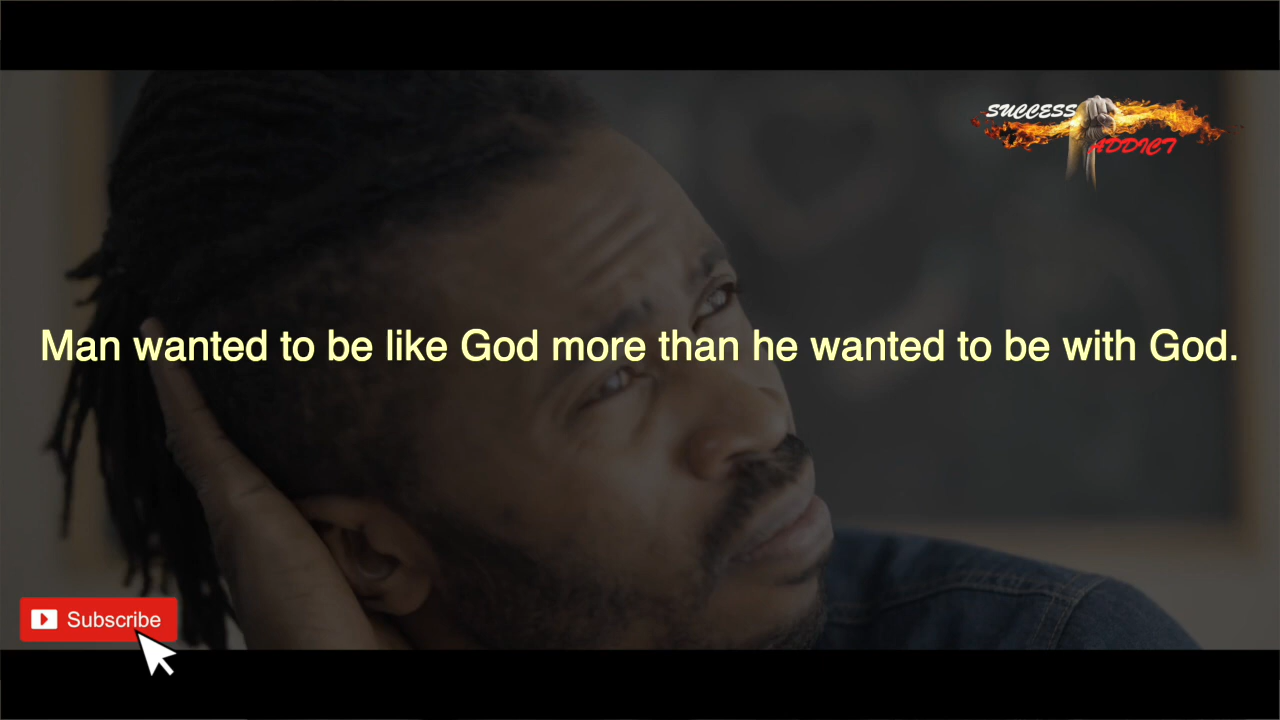 SUCCESS
ADDICT
Man wanted to be like God more than he wanted to be with God.
Subscribe